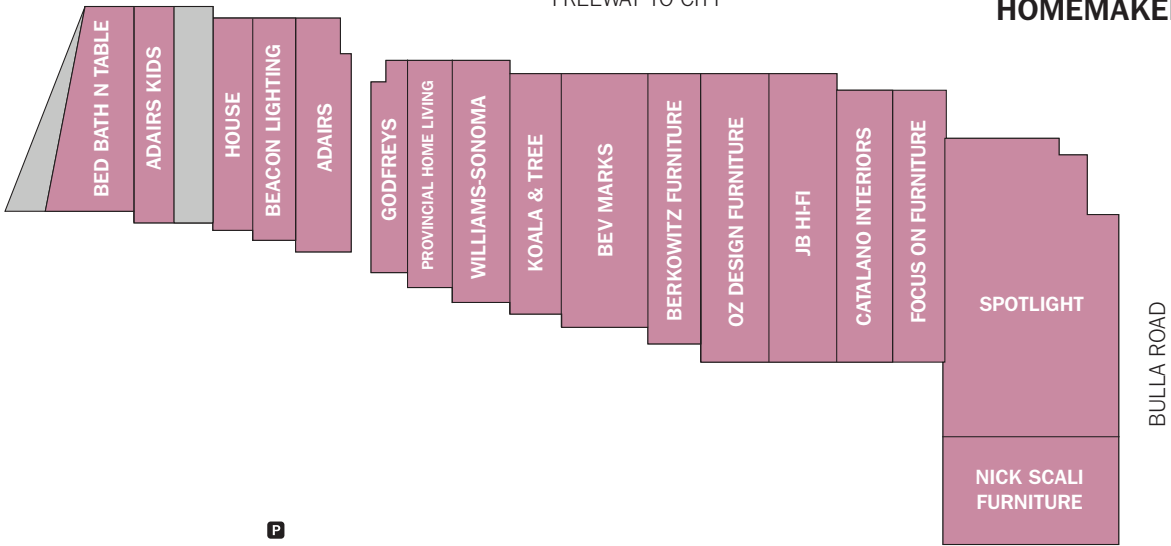 FREEWAY TO CITY
BED BATH N TABLE
ADAIRS KIDS
HOUSE
BEACON LIGHTING
ADAIRS
GODFREYS
PROVINCIAL HOME LIVING
WILLIAMS-SONOMA
KOALA & TREE
BEV MARKS
BERKOWITZ FURNITURE
OZ DESIGN FURNITURE
JB HI-FI
CATALANO INTERIORS
FOCUS ON FURNITURE
SPOTLIGHT
NICK SCALI
FURNITURE
BULLA ROAD
P